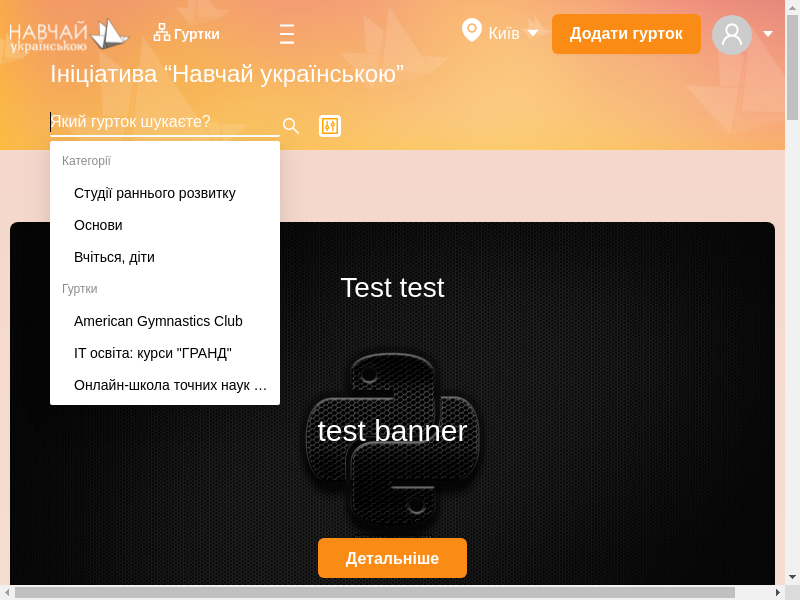 НАВЧАЙ
українською
Гуртки
Київ
Додати гурток
Ініціатива “Навчай українською”
Який гурток шукаєте?
Категорії
Студії раннього розвитку
Основи
Вчіться, діти
Гуртки
American Gymnastics Club
IT освіта: курси "ГРАНД"
Онлайн-школа точних наук …
Test test
test banner
Детальніше